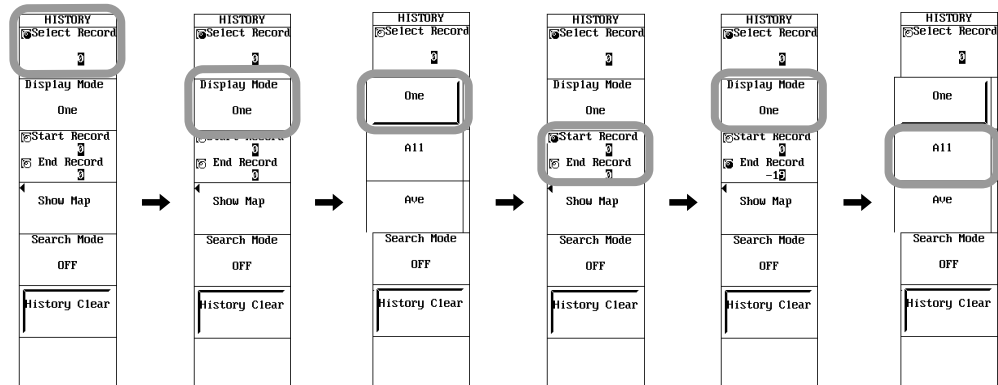 HISTORY
Select Record
0
Display Mode
One
Start Record
0
End Record
0
Show Map
Search Mode
OFF
History Clear
HISTORY
Select Record
0
Display Mode
One
Start Record
0
End Record
0
Show Map
Search Mode
OFF
History Clear
HISTORY
Select Record
0
One
All
Ave
Search Mode
OFF
History Clear
HISTORY
Select Record
0
Display Mode
One
Start Record
0
End Record
0
Show Map
Search Mode
OFF
History Clear
HISTORY
Select Record
0
Display Mode
One
Start Record
0
End Record
-19
Show Map
Search Mode
OFF
History Clear
HISTORY
Select Record
0
One
All
Ave
Search Mode
OFF
History Clear